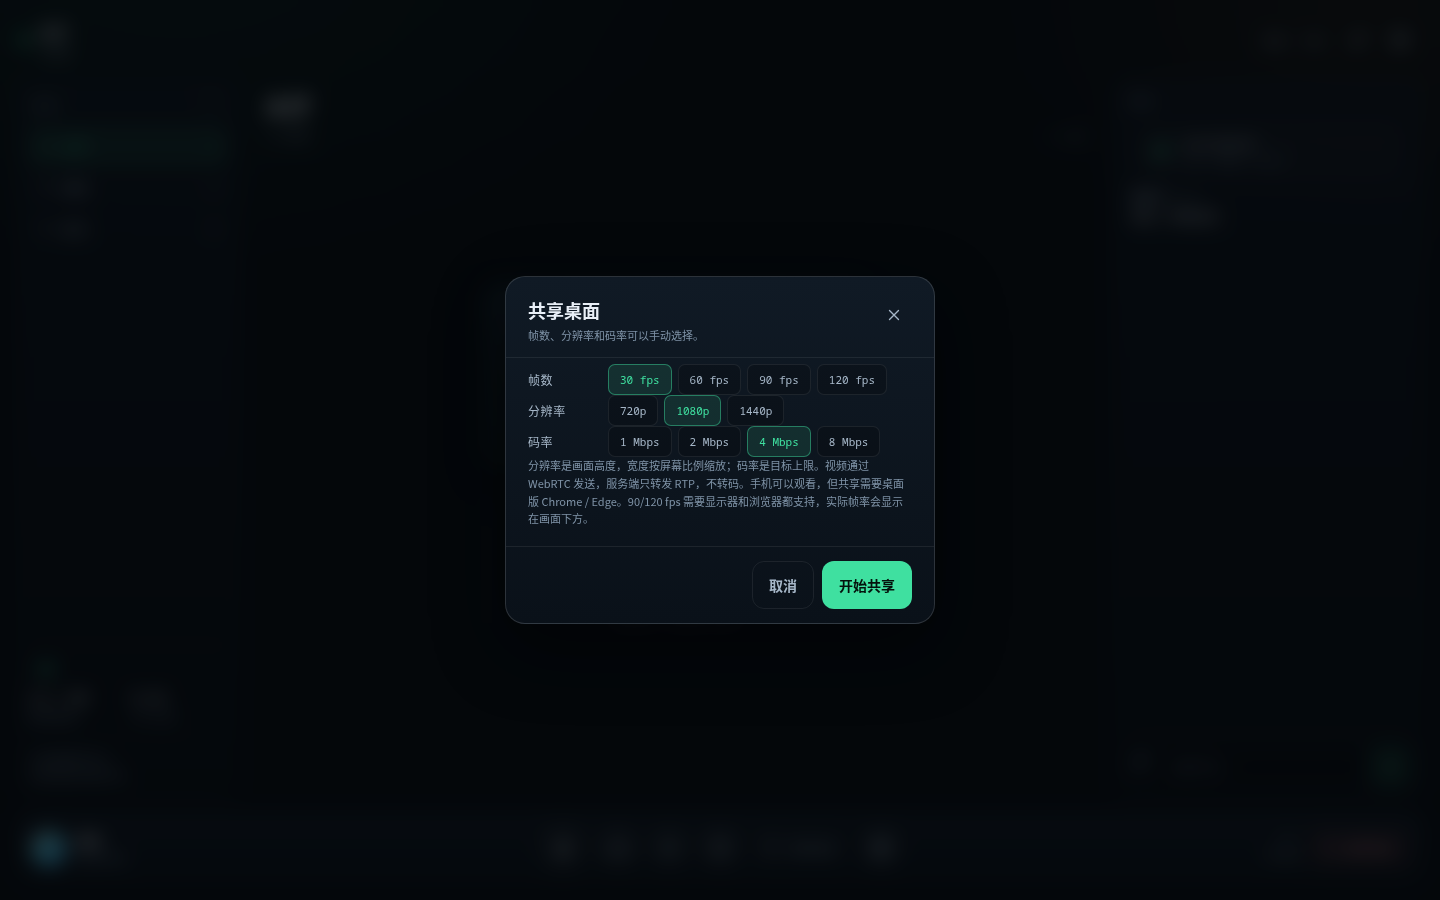 共享桌面
帧数、分辨率和码率可以手动选择。
帧数 30 fps 60 fps 90 fps 120 fps
分辨率 720p 1080p 1440p
码率 1 Mbps 2 Mbps 4 Mbps 8 Mbps
分辨率是画面高度，宽度按屏幕比例缩放；码率是目标上限。视频通过
WebRTC 发送，服务端只转发 RTP，不转码。手机可以观看，但共享需要桌面
版 Chrome / Edge。90/120 fps 需要显示器和浏览器都支持，实际帧率会显示
在画面下方。
取消 开始共享